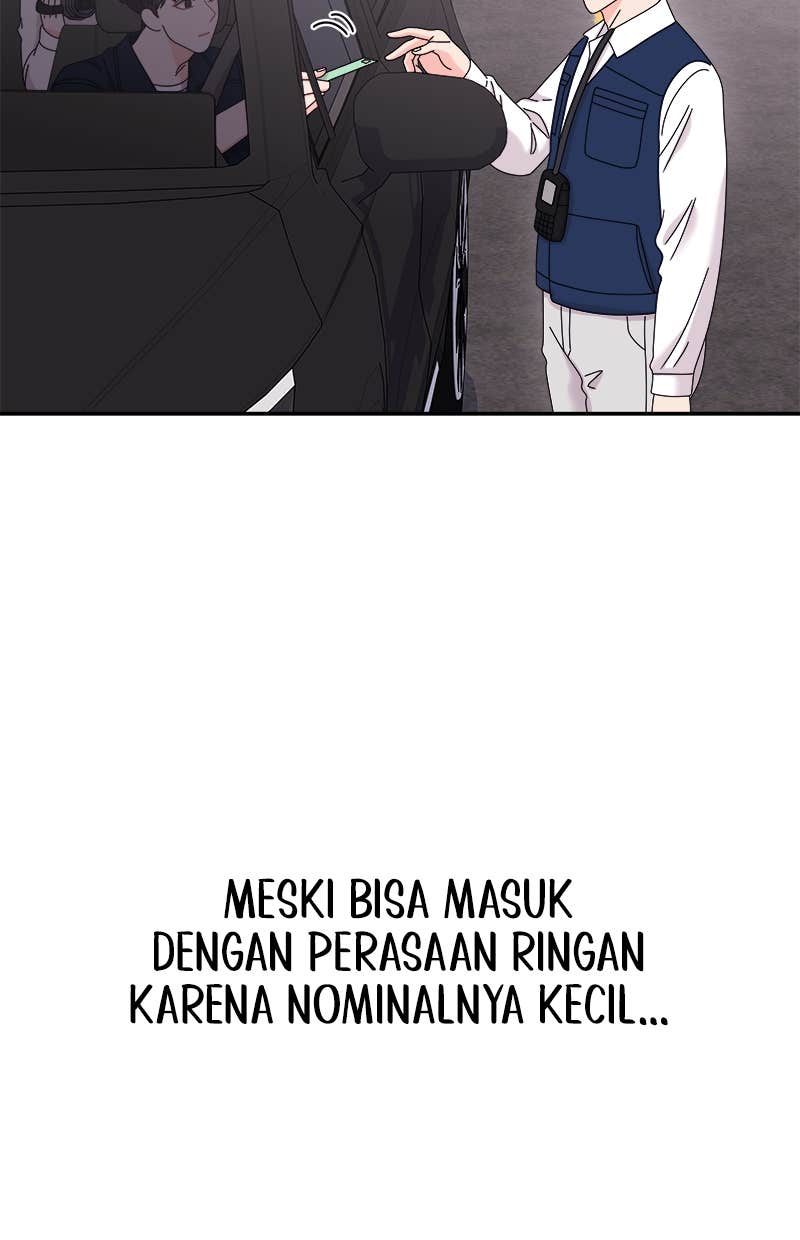 MESKI BISA MASUK
DENGAN PERASAAN RINGAN
KARENA NOMINALNYA KECIL...